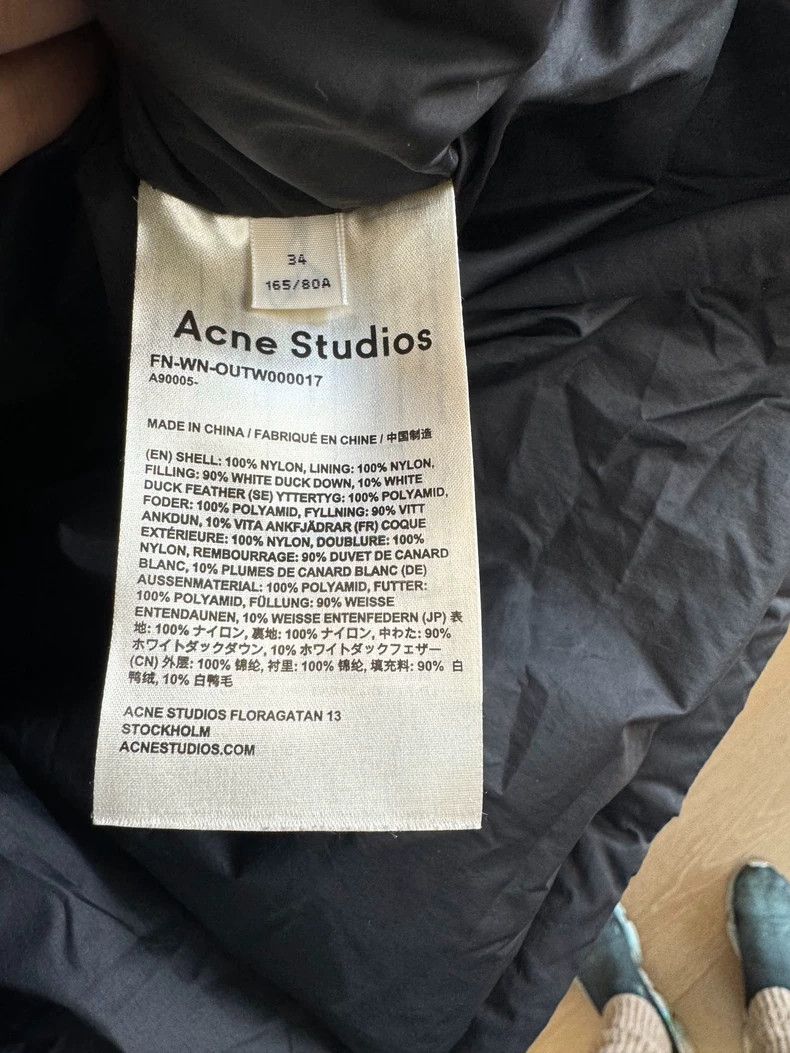 34
165/80A
Acne Studios
FN-WN-OUTW000017
A90005-
MADE IN CHINA / FABRIQUÉ EN CHINE / 中国制造
(EN) SHELL: 100% NYLON, LINING: 100% NYLON,
FILLING: 90% WHITE DUCK DOWN, 10% WHITE
DUCK FEATHER (SE) YTTERTYG: 100% POLYAMID,
FODER: 100% POLYAMID, FYLLNING: 90% VITT
ANKDUN, 10% VITA ANKFJÄDRAR (FR) COQUE
EXTÉRIEURE: 100% NYLON, DOUBLURE: 100%
NYLON, REMBOURRAGE: 90% DUVET DE CANARD
BLANC, 10% PLUMES DE CANARD BLANC (DE)
AUSSENMATERIAL: 100% POLYAMID, FUTTER:
100% POLYAMID, FÜLLUNG: 90% WEISSE
ENTENDAUNEN, 10% WEISSE ENTENFEDERN (JP) 表
地: 100% ナイロン, 裏地: 100% ナイロン, 中わた: 90%
ホワイトダックダウン, 10% ホワイトダックフェザー
(CN) 外层: 100% 锦纶, 衬里: 100% 锦纶, 填充料: 90% 白
鸭绒, 10% 白鸭毛
ACNE STUDIOS FLORAGATAN 13
STOCKHOLM
ACNESTUDIOS.COM